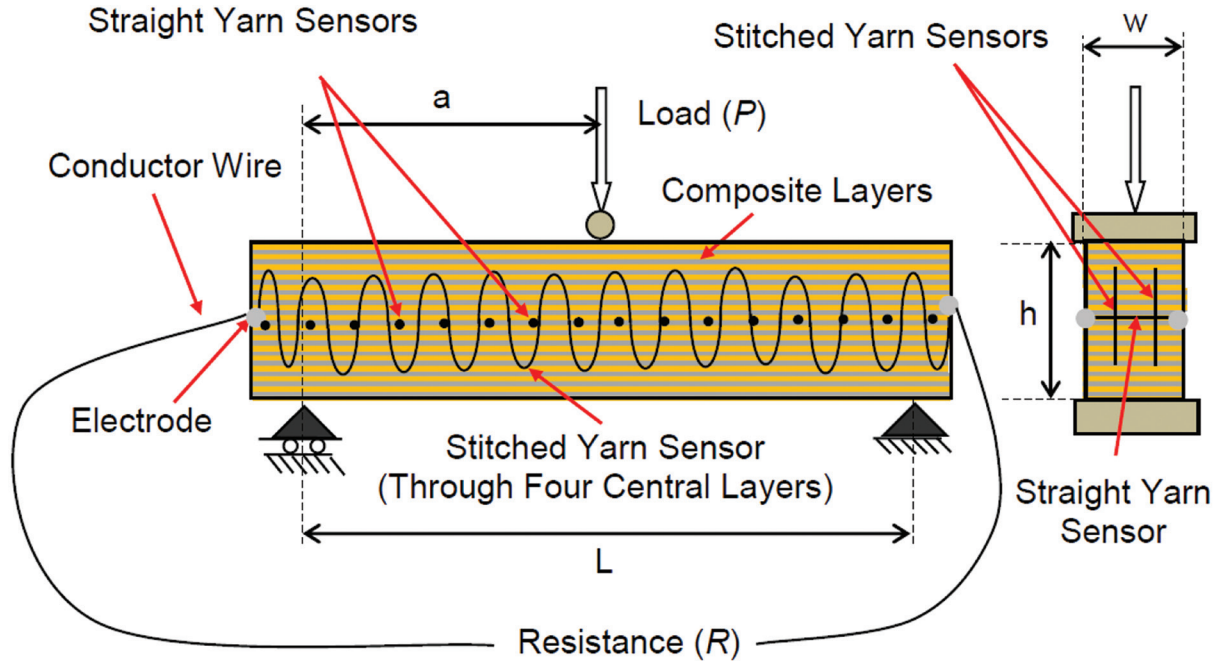 Straight Yarn Sensors
Stitched Yarn Sensors
w
a
Load (P)
Conductor Wire
Composite Layers
h
Electrode
Stitched Yarn Sensor
(Through Four Central Layers)
Straight Yarn
Sensor
L
Resistance (R)